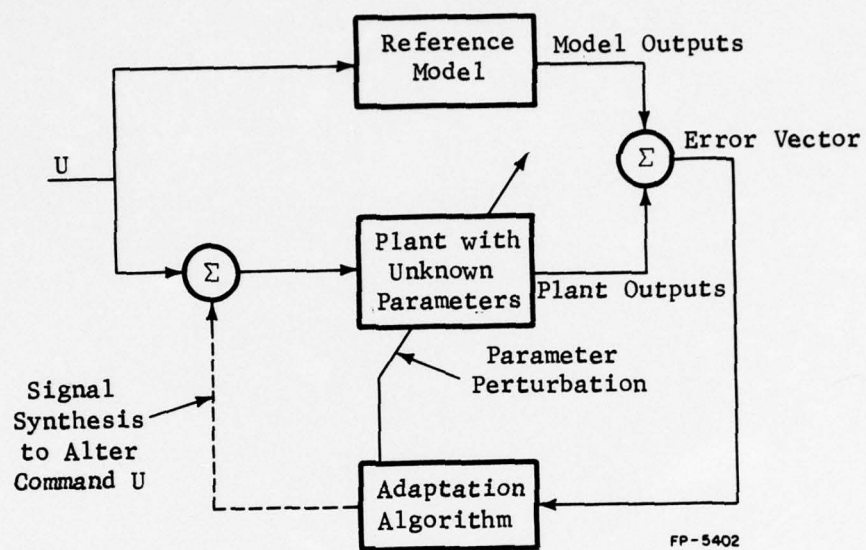 Reference
Model
Model Outputs
Σ
Error Vector
U
Σ
Plant with
Unknown
Parameters
Plant Outputs
Parameter
Perturbation
Signal
Synthesis
to Alter
Command U
Adaptation
Algorithm
FP-5402